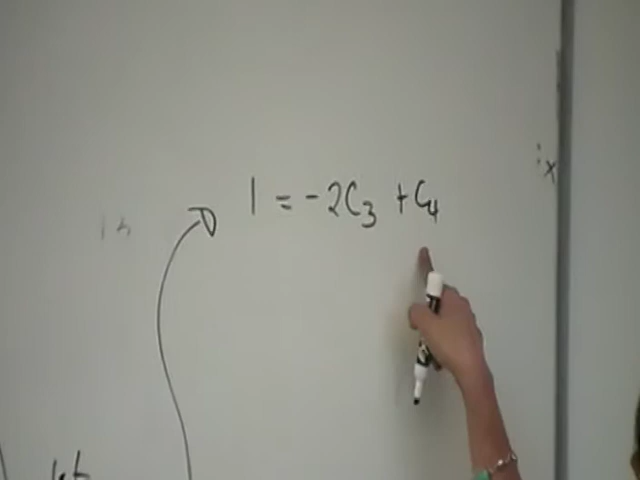 1 = -2C₃ + C₄